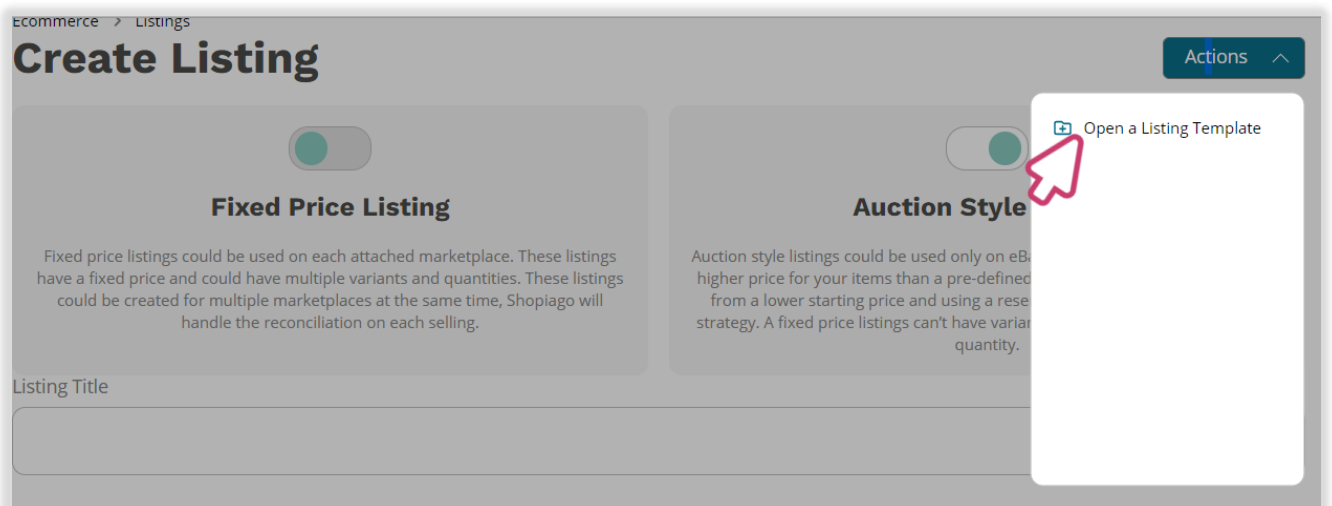 Ecommerce > Listings
Create Listing
Actions
Open a Listing Template
Fixed Price Listing
Fixed price listings could be used on each attached marketplace. These listings
have a fixed price and could have multiple variants and quantities. These listings
could be created for multiple marketplaces at the same time, Shopiago will
handle the reconciliation on each selling.
Auction Style
Auction style listings could be used only on
higher price for your items than a pre-defined
from a lower starting price and using a
strategy. A fixed price listings can't have
quantity.
Listing Title